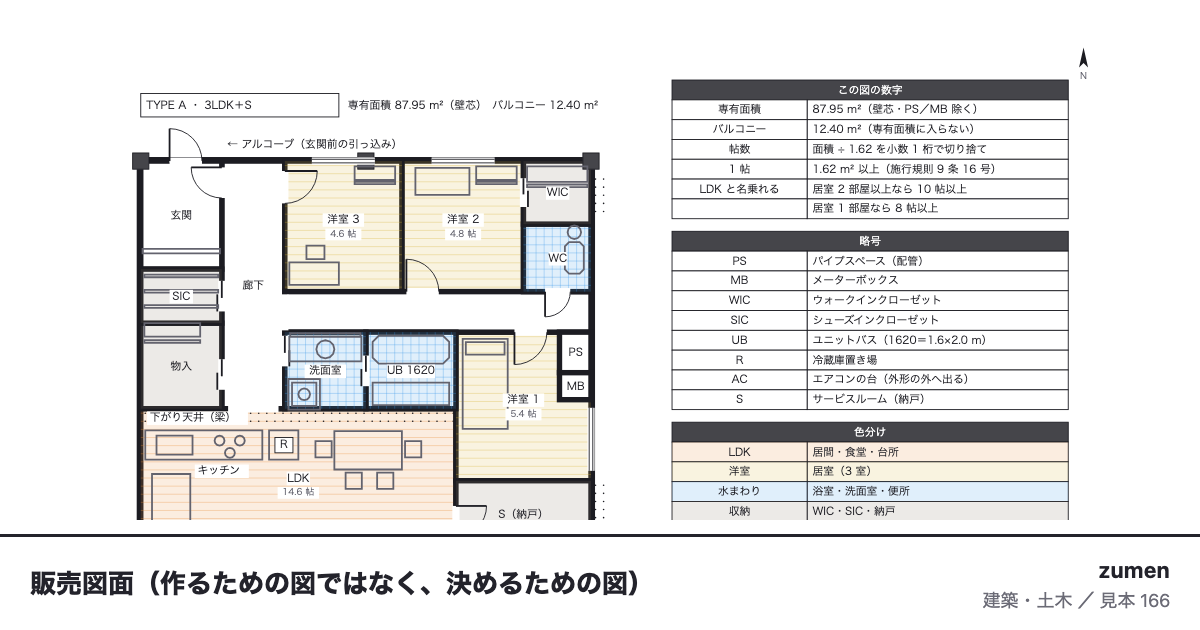 TYPE A ・ 3LDK+S
専有面積 87.95 m²（壁芯） バルコニー 12.40 m²
← アルコーブ（玄関前の引っ込み）
玄関
洋室 3
4.6 帖
洋室 2
4.8 帖
WIC
WC
廊下
SIC
物入
洗面室
UB 1620
PS
MB
洋室 1
5.4 帖
下がり天井（梁）
R
キッチン
LDK
14.6 帖
S（納戸）
N
この図の数字
専有面積 87.95 m²（壁芯・PS／MB 除く）
バルコニー 12.40 m²（専有面積に入らない）
帖数 面積 ÷ 1.62 を小数 1 桁で切り捨て
1 帖 1.62 m² 以上（施行規則 9 条 16 号）
LDK と名乗れる 居室 2 部屋以上なら 10 帖以上
居室 1 部屋なら 8 帖以上
略号
PS パイプスペース（配管）
MB メーターボックス
WIC ウォークインクローゼット
SIC シューズインクローゼット
UB ユニットバス（1620＝1.6×2.0 m）
R 冷蔵庫置き場
AC エアコンの台（外形の外へ出る）
S サービスルーム（納戸）
色分け
LDK 居間・食堂・台所
洋室 居室（3 室）
水まわり 浴室・洗面室・便所
収納 WIC・SIC・納戸
販売図面（作るための図ではなく、決めるための図）
zumen
建築・土木 ／ 見本 166